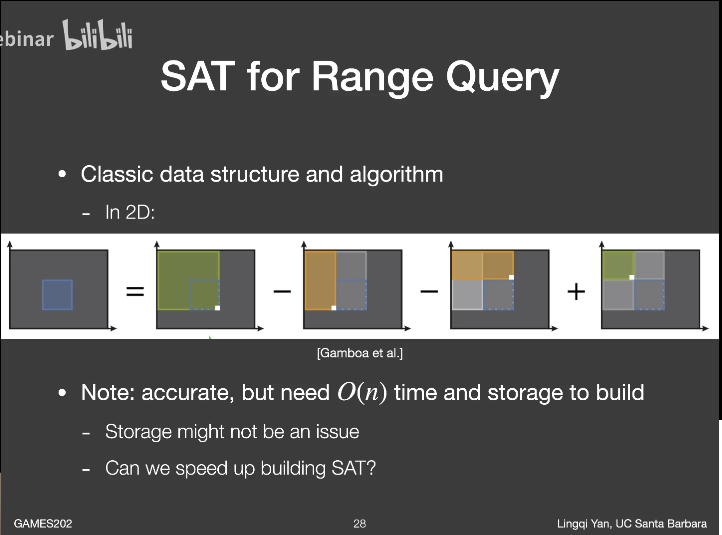 ebinar bilibili
SAT for Range Query
• Classic data structure and algorithm
- In 2D:
= − − +
[Gamboa et al.]
• Note: accurate, but need O(n) time and storage to build
- Storage might not be an issue
- Can we speed up building SAT?
GAMES202 28 Lingqi Yan, UC Santa Barbara